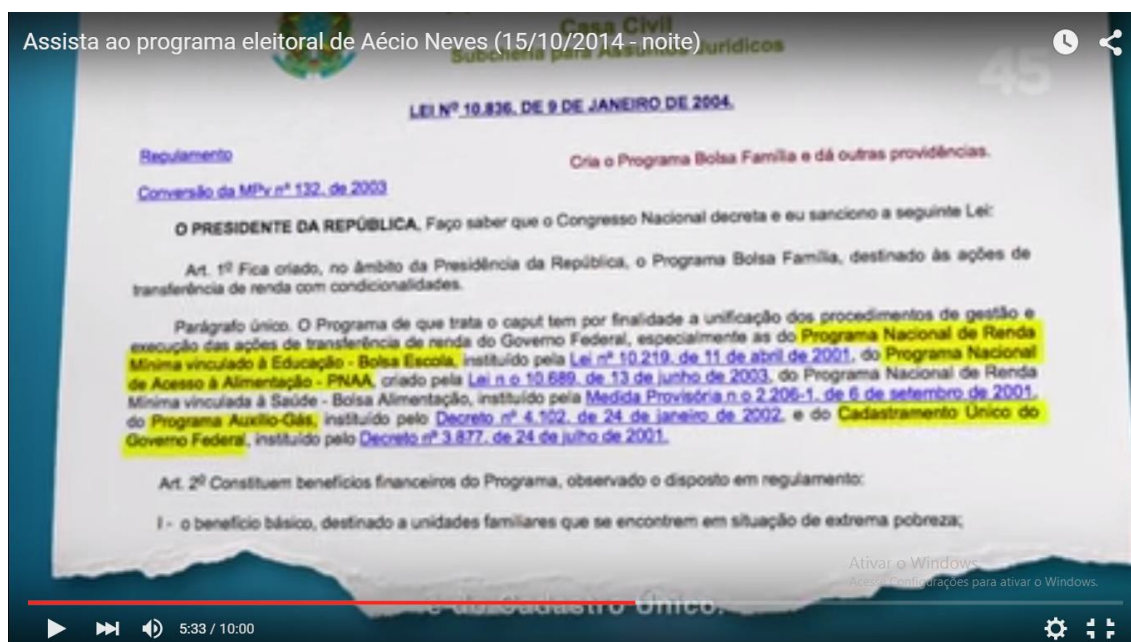 Casa Civil
Assista ao programa eleitoral de Aécio Neves (15/10/2014 - noite)
Subchefia para Assuntos Jurídicos
45
LEI Nº 10.836, DE 9 DE JANEIRO DE 2004.
Regulamento
Cria o Programa Bolsa Família e dá outras providências.
Conversão da MPv nº 132, de 2003
O PRESIDENTE DA REPÚBLICA, Faço saber que o Congresso Nacional decreta e eu sanciono a seguinte Lei:
Art. 1º Fica criado, no âmbito da Presidência da República, o Programa Bolsa Família, destinado às ações de
transferência de renda com condicionalidades.
Parágrafo único. O Programa de que trata o caput tem por finalidade a unificação dos procedimentos de gestão e
execução das ações de transferência de renda do Governo Federal, especialmente as do Programa Nacional de Renda
Mínima vinculado à Educação - Bolsa Escola, instituído pela Lei nº 10.219, de 11 de abril de 2001, do Programa Nacional
de Acesso à Alimentação - PNAA, criado pela Lei n o 10.689, de 13 de junho de 2003, do Programa Nacional de Renda
Mínima vinculada à Saúde - Bolsa Alimentação, instituído pela Medida Provisória n o 2.206-1, de 6 de setembro de 2001,
do Programa Auxílio-Gás, instituído pelo Decreto nº 4.102, de 24 de janeiro de 2002, e do Cadastramento Único do
Governo Federal, instituído pelo Decreto nº 3.877, de 24 de julho de 2001.
Art. 2º Constituem benefícios financeiros do Programa, observado o disposto em regulamento:
I - o benefício básico, destinado a unidades familiares que se encontrem em situação de extrema pobreza;
Ativar o Windows
Acesse Configurações para ativar o Windows.
e do Cadastro Único.
5:33 / 10:00